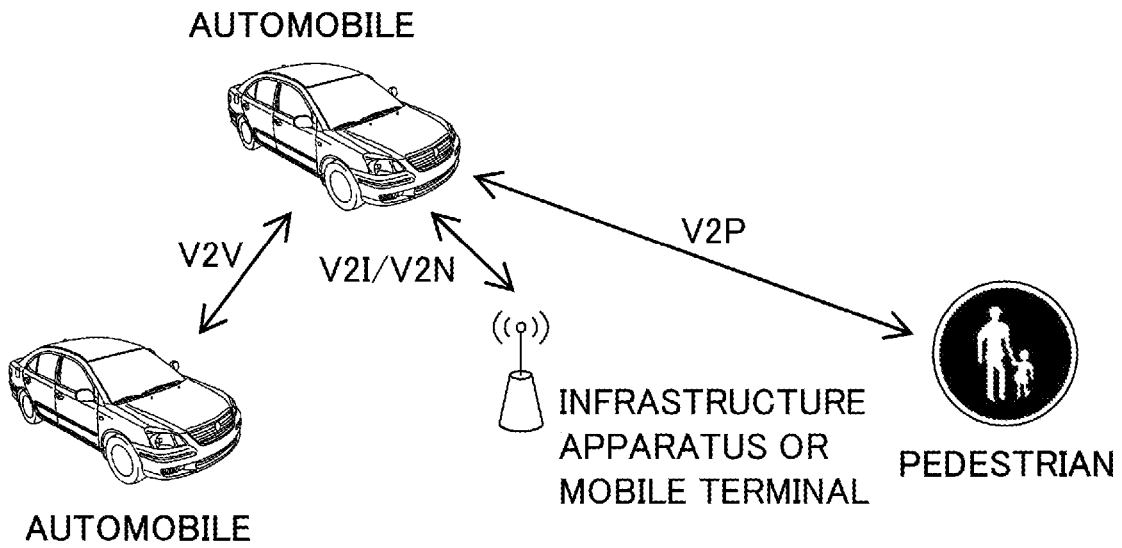 AUTOMOBILE
V2V
V2I/V2N
V2P
INFRASTRUCTURE
APPARATUS OR
MOBILE TERMINAL
PEDESTRIAN
AUTOMOBILE